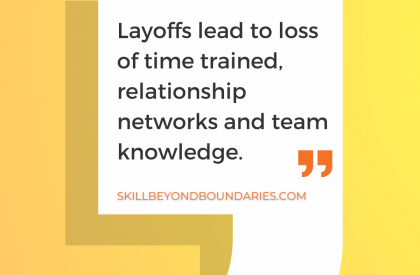 Layoffs lead to loss
of time trained,
relationship
networks and team
knowledge.
”
SKILLBEYONDBOUNDARIES.COM